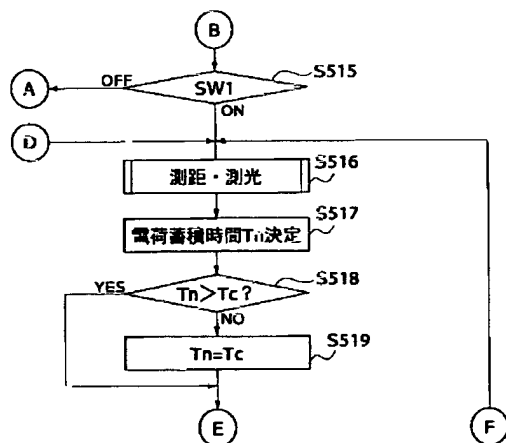 B
S515
A
OFF
SW1
ON
D
S516
測距・測光
S517
電荷蓄積時間Tn決定
S518
YES
Tn>Tc?
NO
S519
Tn=Tc
E
F